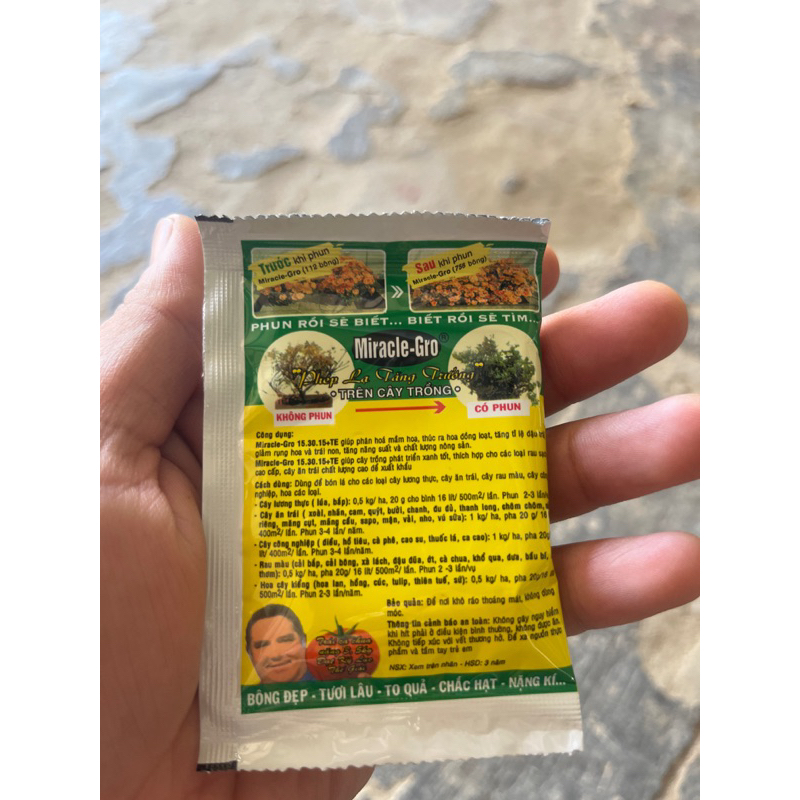 Trước khi phun
Miracle-Gro (112 bông)
Sau khi phun
Miracle-Gro (756 bông)
PHUN RỒI SẼ BIẾT... BIẾT RỒI SẼ TÌM...
Miracle-Gro®
"Phép Lạ Tăng Trưởng"
• TRÊN CÂY TRỒNG •
KHÔNG PHUN
CÓ PHUN
Công dụng:
Miracle-Gro 15.30.15+TE giúp phân hoá mầm hoa, thúc ra hoa đồng loạt, tăng tỉ lệ đậu
giảm rụng hoa và trái non, tăng năng suất và chất lượng nông sản.
Miracle-Gro 15.30.15+TE giúp cây trồng phát triển xanh tốt, thích hợp cho các loại rau
cao cấp, cây ăn trái chất lượng cao để xuất khẩu
Cách dùng: Dùng để bón lá cho các loại cây lương thực, cây ăn trái, cây rau màu, cây
nghiệp, hoa các loại.
- Cây lương thực ( lúa, bắp): 0,5 kg/ ha, 20 g cho bình 16 lít/ 500m2/ lần. Phun 2-3 lần/
- Cây ăn trái ( xoài, nhãn, cam, quýt, bưởi, chanh, đu đủ, thanh long, chôm chôm,
riêng, măng cụt, mãng cầu, sapo, mận, vải, nho, vú sữa): 1 kg/ ha, pha 20 g/ 16
400m2/ lần. Phun 3-4 lần/năm.
- Cây công nghiệp ( điều, hồ tiêu, cà phê, cao su, thuốc lá, ca cao): 1 kg/ ha, pha 20g/
lít/ 400m2/ lần. Phun 3-4 lần/năm.
- Rau màu (cải bắp, cải bông, xà lách, đậu đũa, ớt, cà chua, khổ qua, dưa, bầu bí,
thơm): 0,5 kg/ ha, pha 20g/ 16 lít/ 500m2/ lần. Phun 2 -3 lần/vụ
- Hoa cây kiểng (hoa lan, hồng, cúc, tulip, thiên tuế, sứ): 0,5 kg/ ha, pha 20g/
500m2/ lần. Phun 2-3 lần/năm.
Bảo quản: Để nơi khô ráo thoáng mát, không đóng
móc.
Thông tin cảnh báo an toàn: Không gây nguy hiểm
khi hít phải ở điều kiện bình thường, không được ăn.
Không tiếp xúc với vết thương hở. Để xa nguồn thực
phẩm và tầm tay trẻ em
NSX: Xem trên nhãn - HSD: 3 năm
BÔNG ĐẸP - TƯƠI LÂU - TO QUẢ - CHẮC HẠT - NẶNG KÍ...